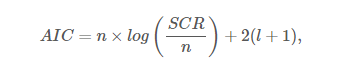 AIC = n × log ( SCR / n ) + 2(l + 1),